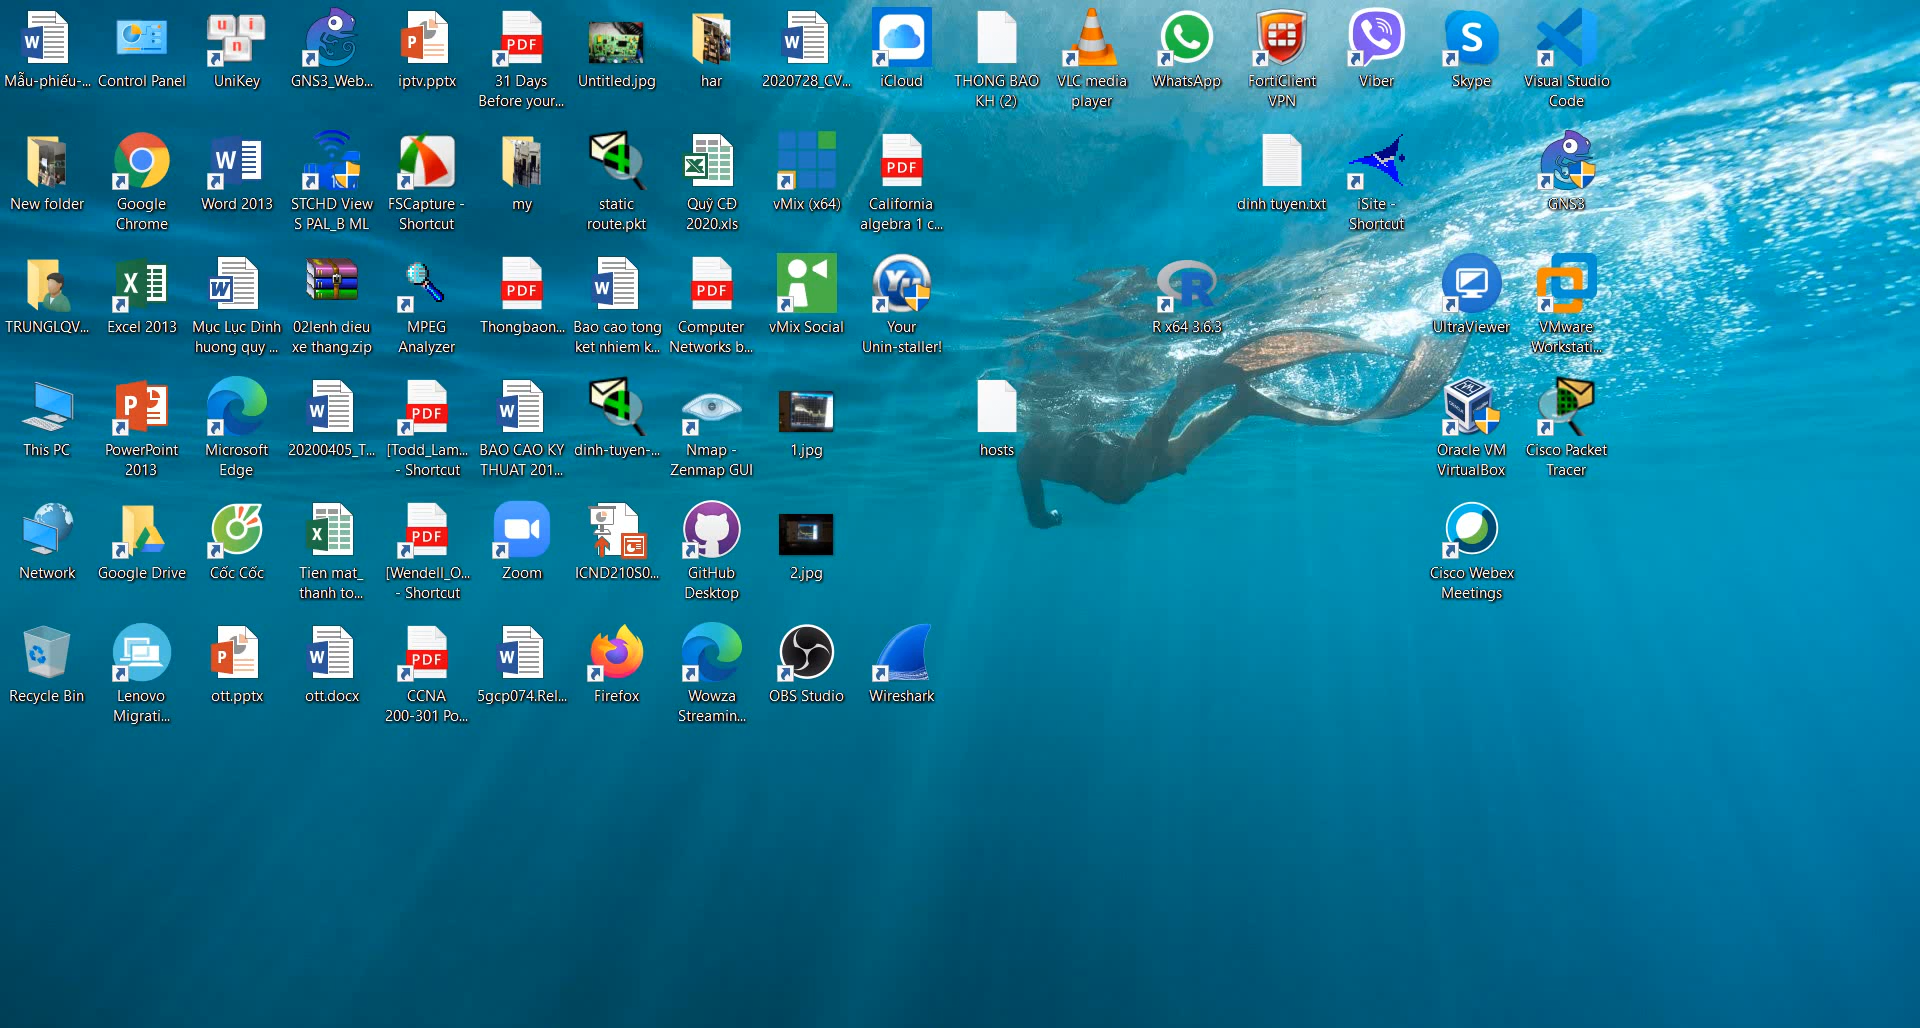 Mẫu-phiếu-...
Control Panel
UniKey
GNS3_Web...
iptv.pptx
31 Days
Before your...
Untitled.jpg
har
2020728_CV...
iCloud
THONG BAO
KH (2)
VLC media
player
WhatsApp
FortiClient
VPN
Viber
Skype
Visual Studio
Code
New folder
Google
Chrome
Word 2013
STCHD View
S PAL_B ML
FSCapture -
Shortcut
my
static
route.pkt
Quỹ CĐ
2020.xls
vMix (x64)
California
algebra 1 c...
dinh tuyen.txt
iSite -
Shortcut
GNS3
TRUNGLQV...
Excel 2013
Mục Lục Dinh
huong quy ...
02lenh dieu
xe thang.zip
MPEG
Analyzer
Thongbaon...
Bao cao tong
ket nhiem k...
Computer
Networks b...
vMix Social
Your
Unin-staller!
R x64 3.6.3
UltraViewer
VMware
Workstati...
This PC
PowerPoint
2013
Microsoft
Edge
20200405_T...
[Todd_Lam...
- Shortcut
BAO CAO KY
THUAT 201...
dinh-tuyen-...
Nmap -
Zenmap GUI
1.jpg
hosts
Oracle VM
VirtualBox
Cisco Packet
Tracer
Network
Google Drive
Cốc Cốc
Tien mat_
thanh to...
[Wendell_O...
- Shortcut
Zoom
ICND210S0...
GitHub
Desktop
2.jpg
Cisco Webex
Meetings
Recycle Bin
Lenovo
Migrati...
ott.pptx
ott.docx
CCNA
200-301 Po...
5gcp074.Rel...
Firefox
Wowza
Streamin...
OBS Studio
Wireshark